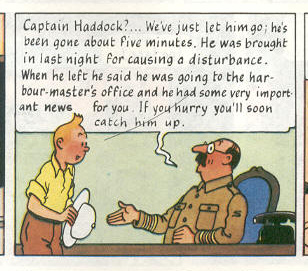 Captain Haddock?... We've just let him go; he's
been gone about five minutes. He was brought
in last night for causing a disturbance.
When he left he said he was going to the har-
bour-master's office and he had some very import-
ant news for you. If you hurry you'll soon
catch him up.